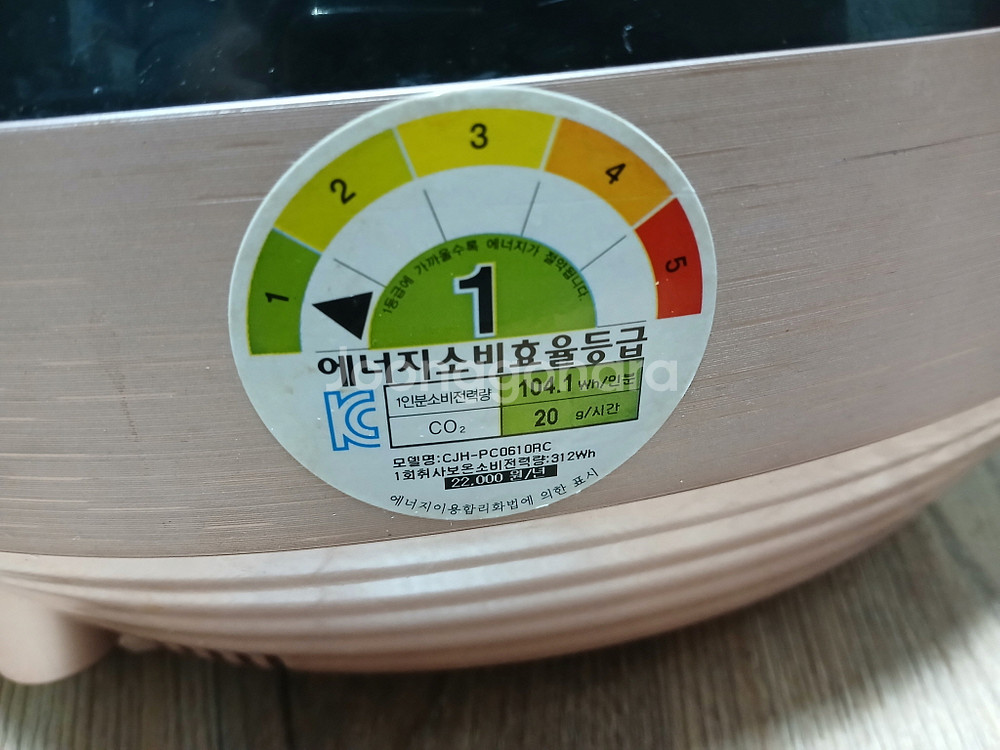 1 2 3 4 5
1등급에 가까울수록 에너지가 절약됩니다.
1
에너지소비효율등급
1인분소비전력량 104.1 Wh/인분
CO₂ 20 g/시간
모델명:CJH-PC0610RC
1회취사보온소비전력량:312Wh
22,000 원/년
에너지이용합리화법에 의한 표시
joonggonara